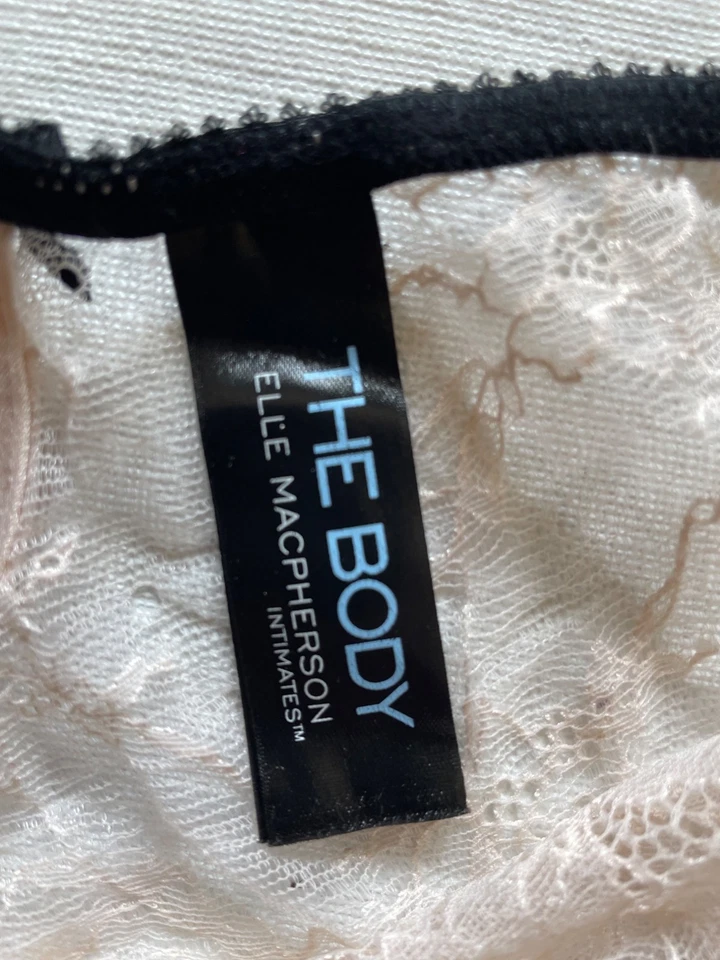 THE BODY
ELLE MACPHERSON
INTIMATES™